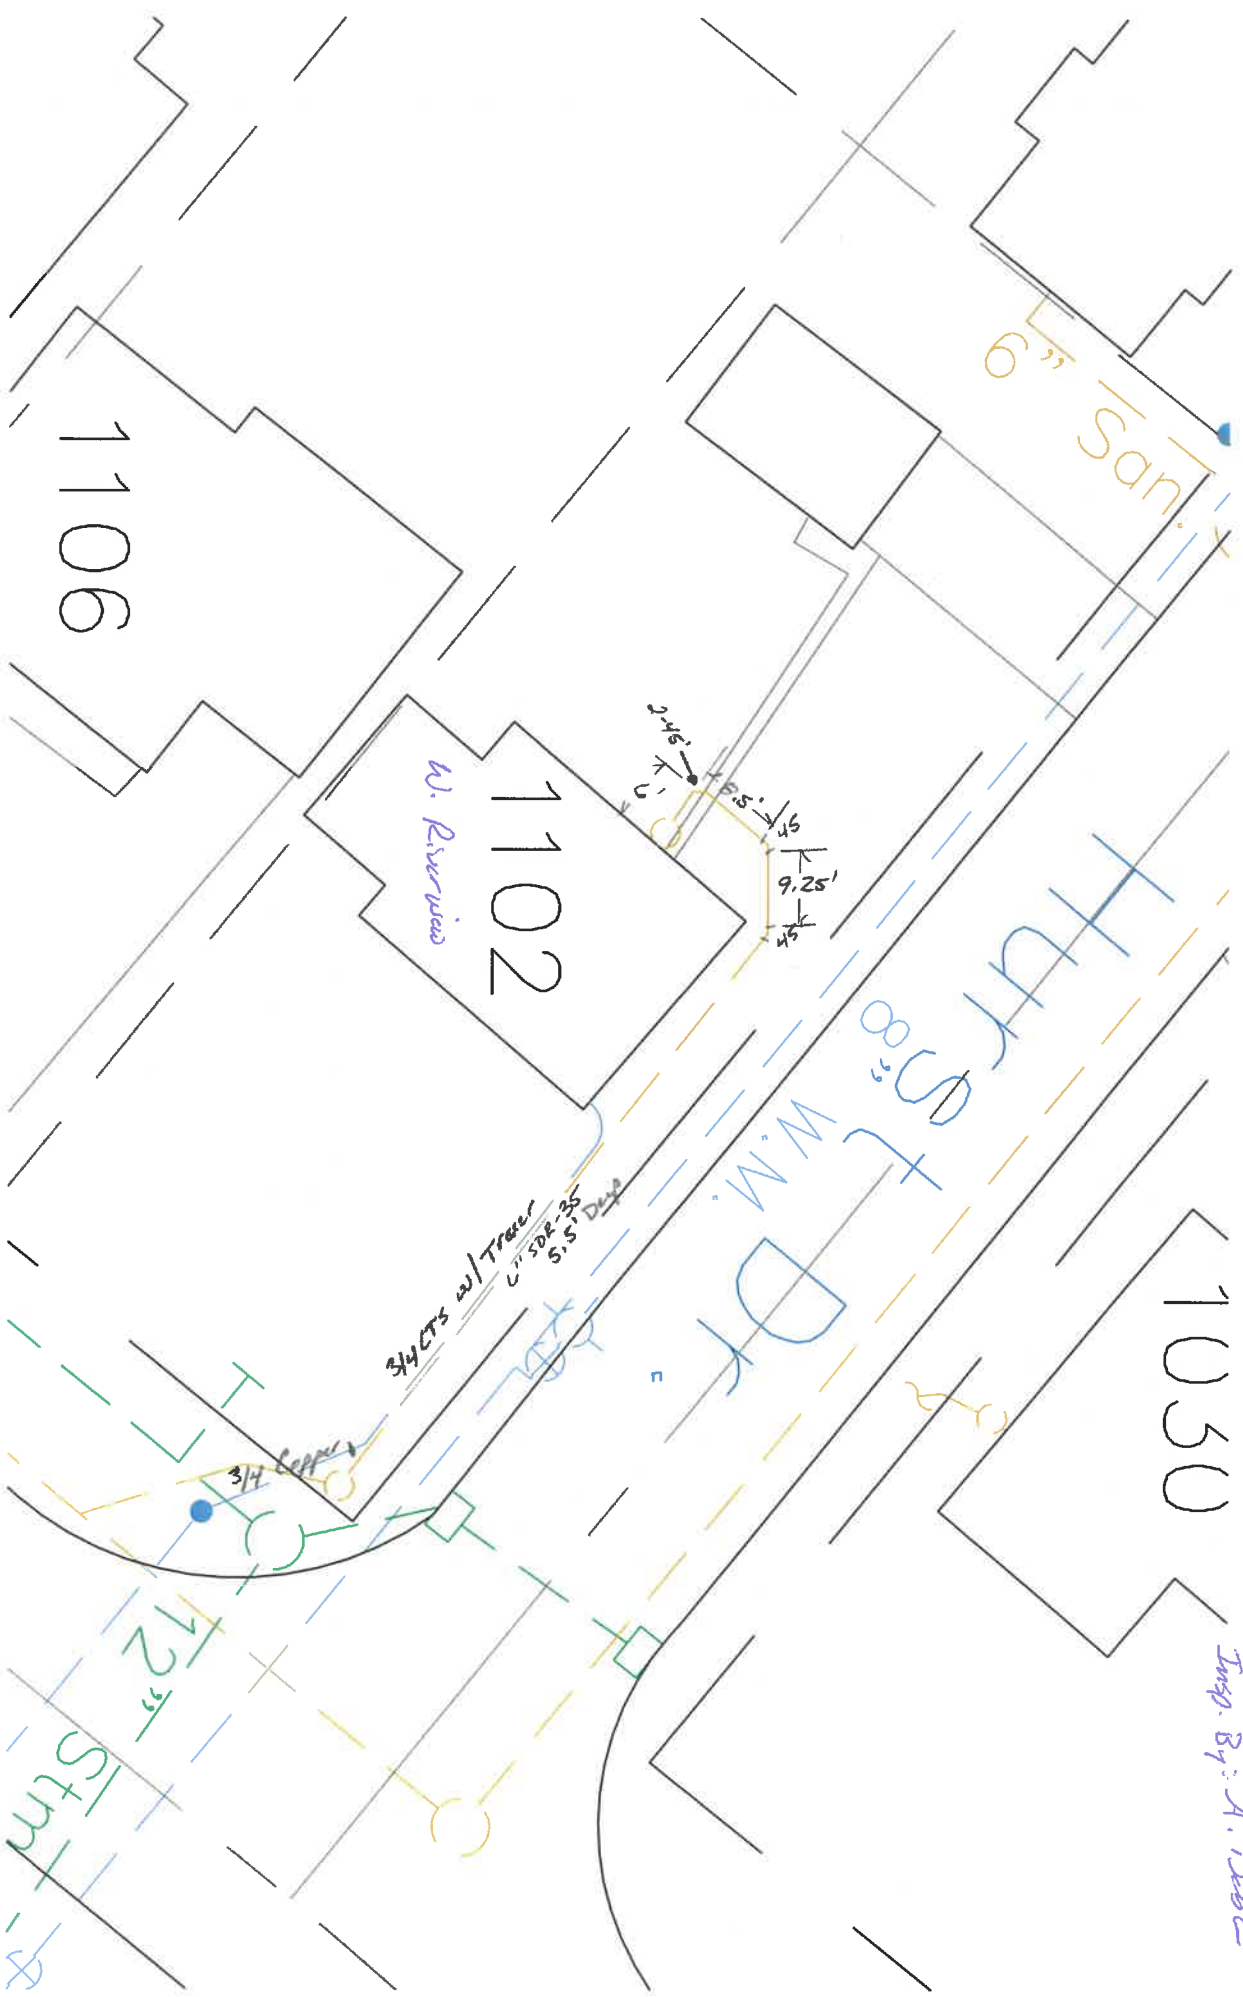 6” San.
1106
1102
W. Riverview
2-45'
8.5'
45
9.25'
45
Hurst Dr.
8" W.M.
1030
3/4 CTS w/ Tracer
6" SDR-35
5.5' Deep
3/4 Copper
12” Stm
Insp. By: A.